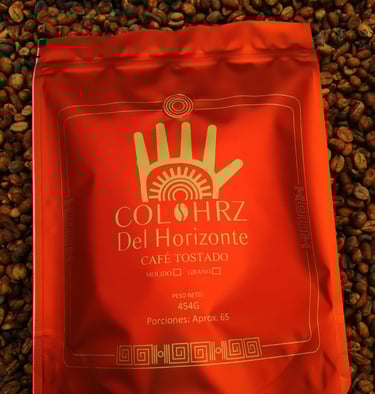 COLOHRZ
Del Horizonte
CAFÉ TOSTADO
MOLIDO GRANO
PESO NETO
454G
Porciones: Aprox. 65